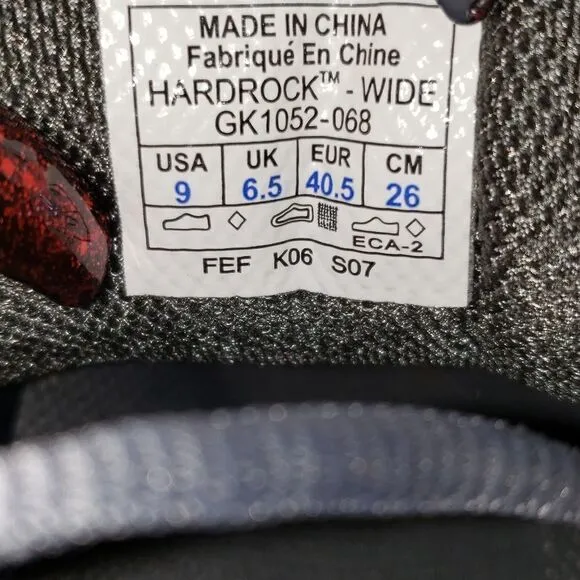 MADE IN CHINA
Fabriqué En Chine
HARDROCK™ - WIDE
GK1052-068
USA UK EUR CM
9 6.5 40.5 26
ECA-2
FEF K06 S07